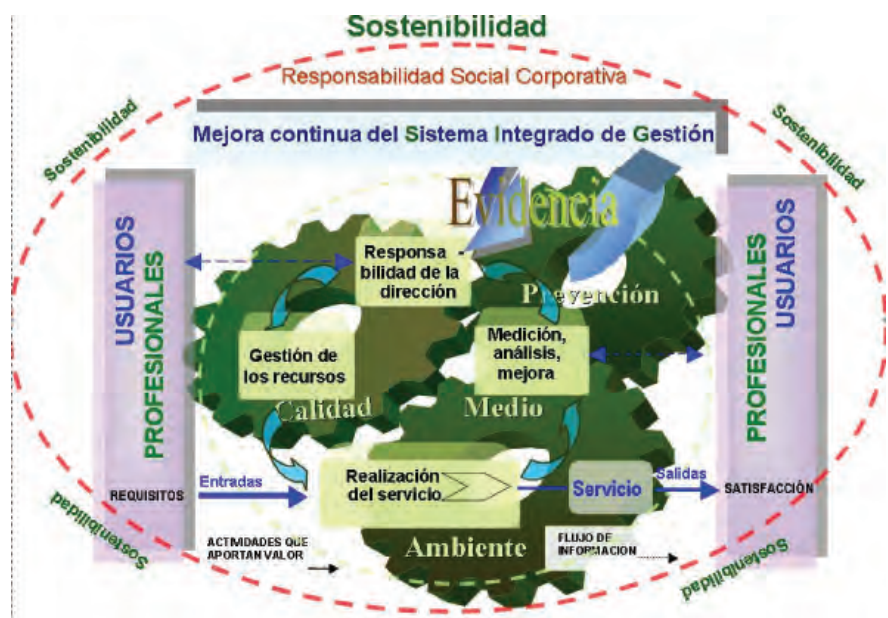 Sostenibilidad
Responsabilidad Social Corporativa
Mejora continua del Sistema Integrado de Gestión
Sostenibilidad
Sostenibilidad
USUARIOS
PROFESIONALES
Evidencia
Responsa -
bilidad de la
dirección
Prevención
PROFESIONALES
USUARIOS
Gestión de
los recursos
Medición,
análisis,
mejora
Calidad
Medio
REQUISITOS
Entradas
Realización
del servicio
Servicio
Salidas
SATISFACCIÓN
ACTIVIDADES QUE
APORTAN VALOR
Ambiente
FLUJO DE
INFORMACION
Sostenibilidad
Sostenibilidad